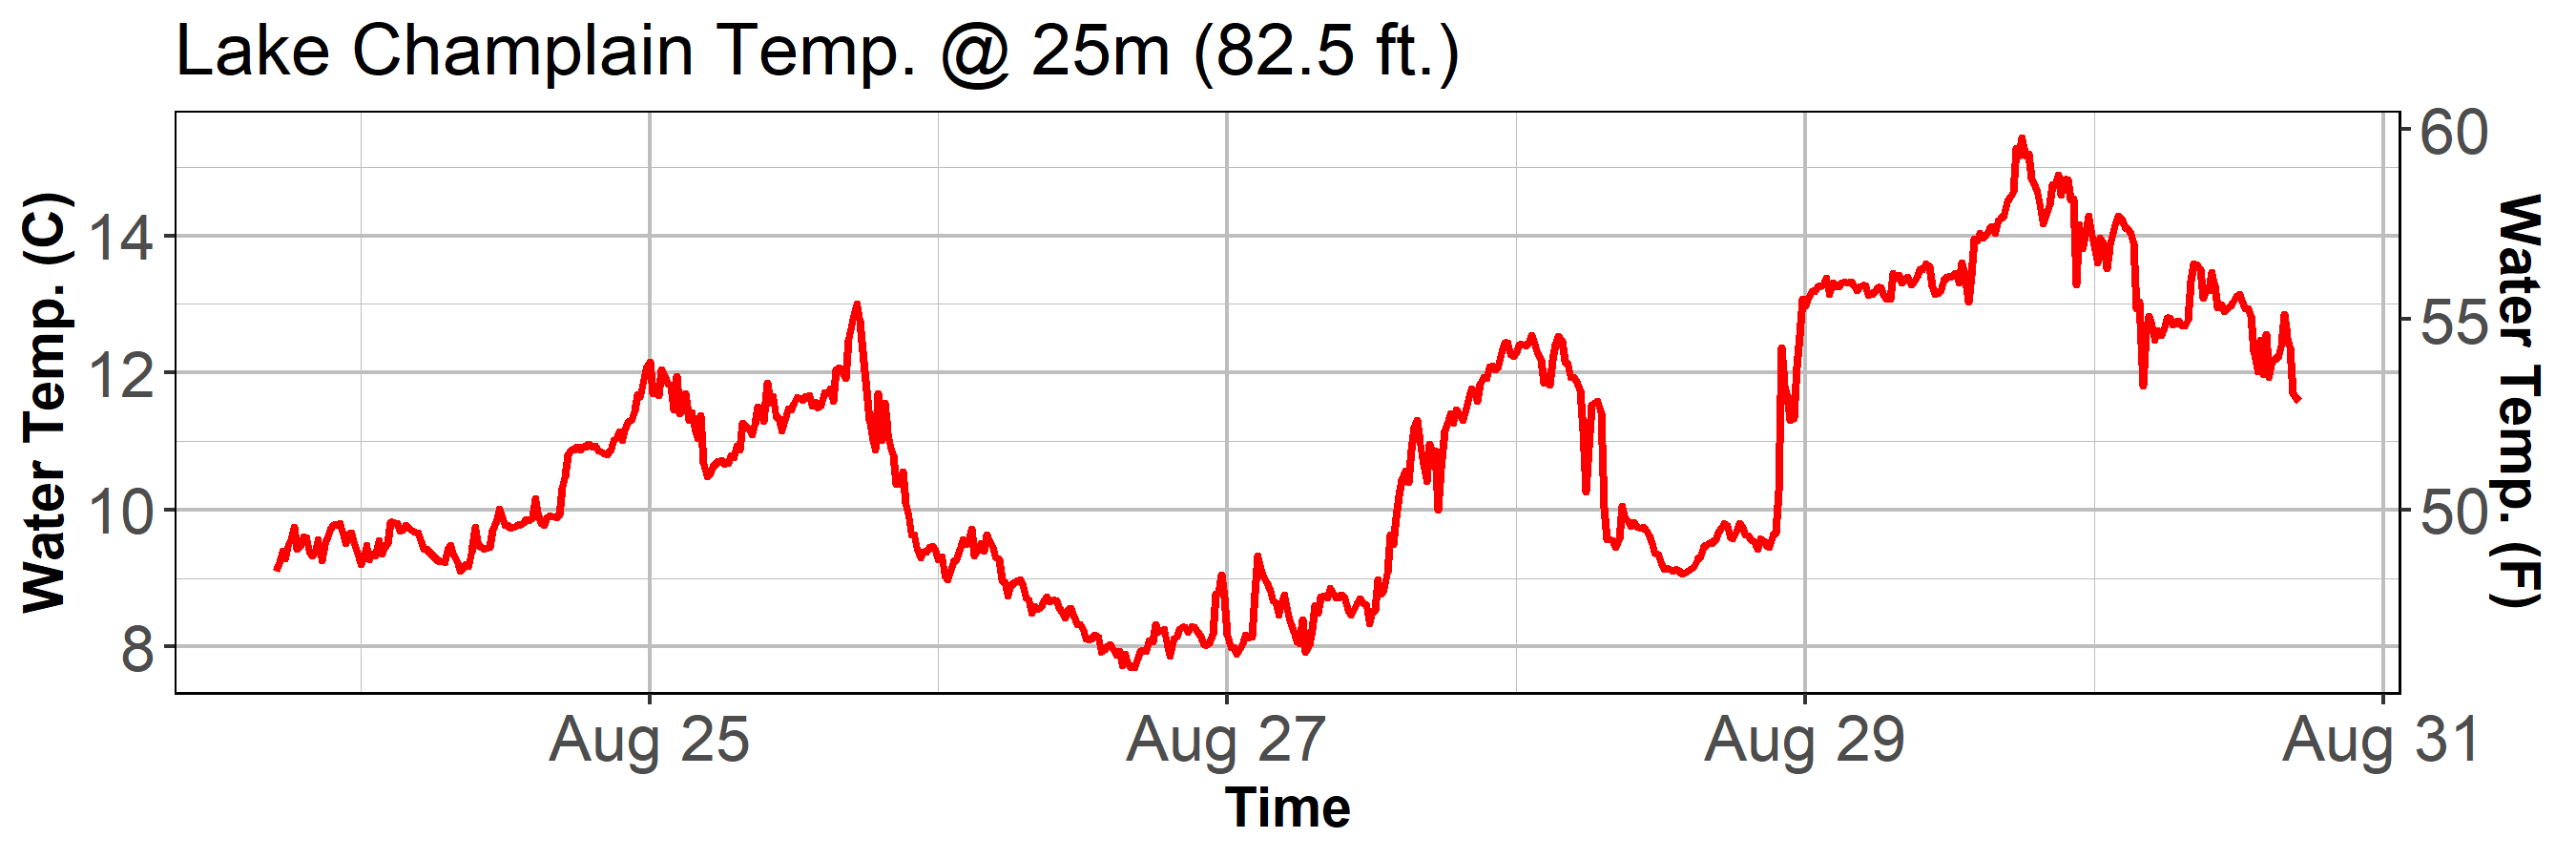 Lake Champlain Temp. @ 25m (82.5 ft.)
Water Temp. (C)
14
12
10
8
60
55
50
Water Temp. (F)
Aug 25
Aug 27
Aug 29
Aug 31
Time